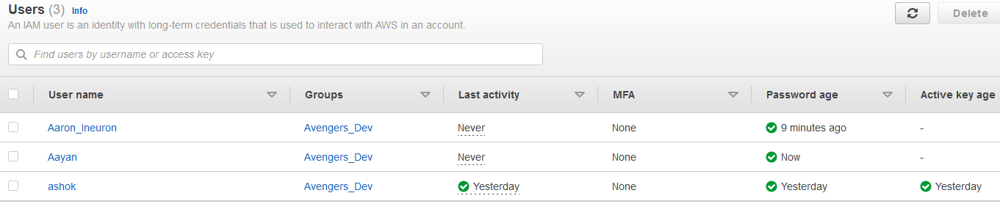 Users (3) Info
Delete
An IAM user is an identity with long-term credentials that is used to interact with AWS in an account.
Find users by username or access key
User name Groups Last activity MFA Password age Active key age
Aaron_Ineuron Avengers_Dev Never None 9 minutes ago -
Aayan Avengers_Dev Never None Now -
ashok Avengers_Dev Yesterday None Yesterday Yesterday